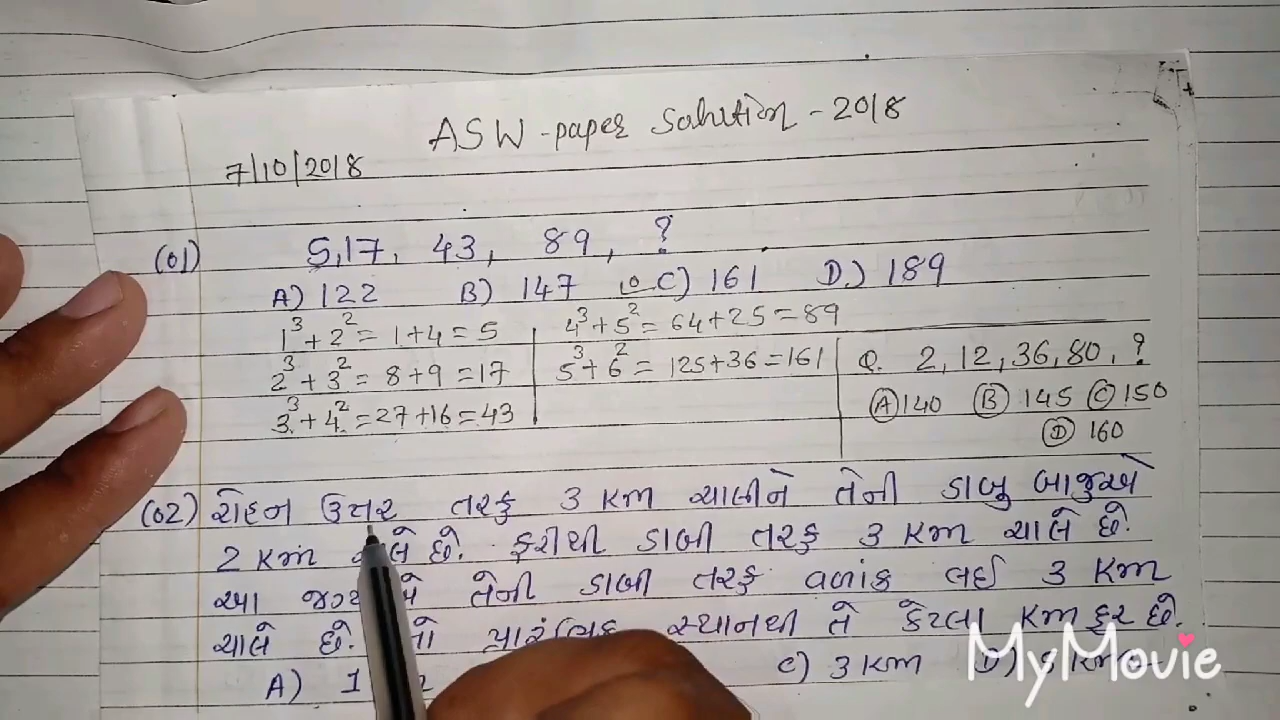 ASW - paper Solution - 2018
7/10/2018
(01) 5, 17, 43, 89, ?
A) 122 B) 147 C) 161 D.) 189
1³ + 2² = 1 + 4 = 5 4³ + 5² = 64 + 25 = 89
2³ + 3² = 8 + 9 = 17 5³ + 6² = 125 + 36 = 161 Q. 2, 12, 36, 80, ?
3³ + 4² = 27 + 16 = 43 Ⓐ 140 Ⓑ 145 Ⓒ 150
Ⓓ 160
(02) રોહન ઉત્તર તરફ 3 Km ચાલીને તેની ડાબુ બાજુએ
2 Km છે. ફરીથી ડાબી તરફ 3 Km ચાલે છે.
આ તેની ડાબી તરફ વળાંક લઈ 3 Km
ચાલે છે. પ્રારંભિક સ્થાનથી તે કેટલા Km દૂર છે.
A) 1 C) 3 Km D)
MyMovie